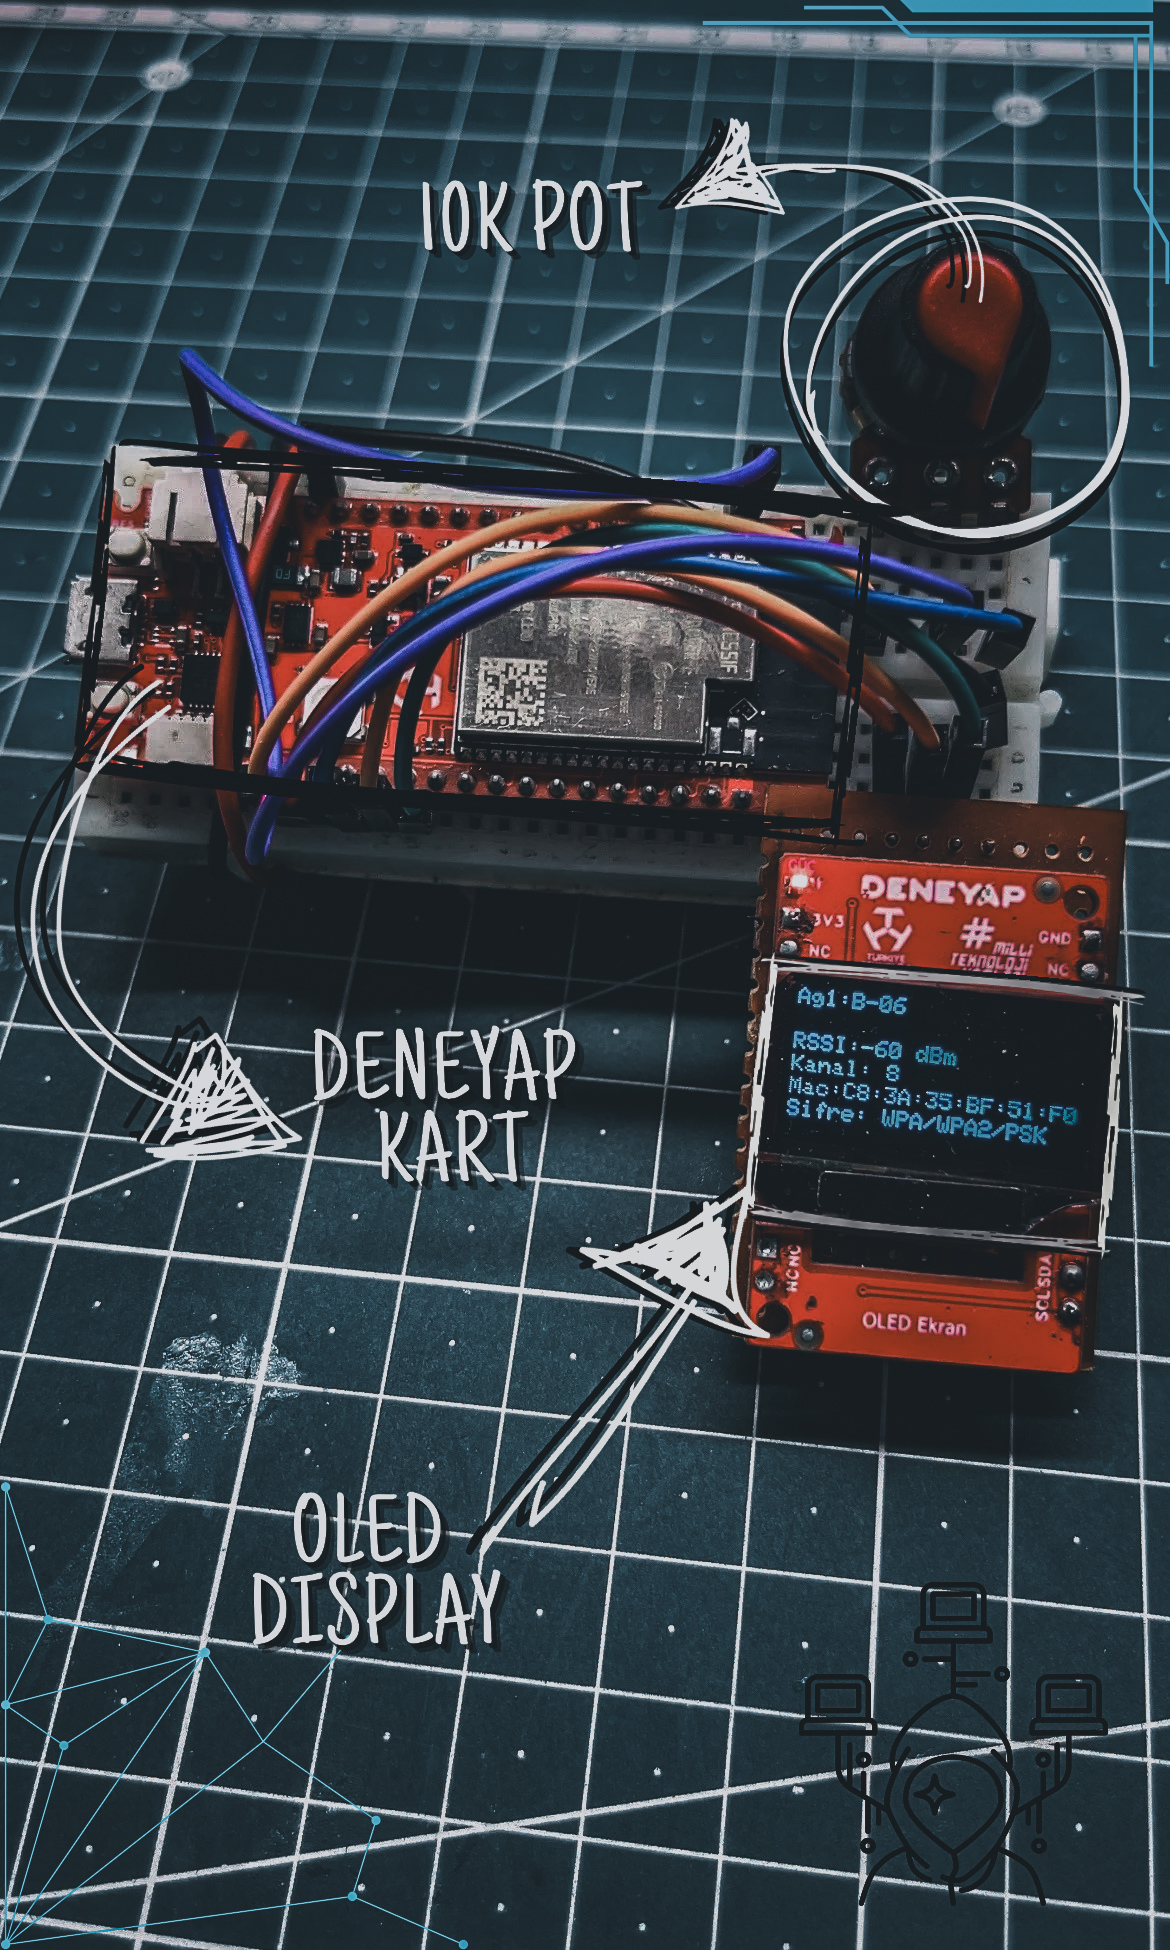 10K POT
DENEYAP
3V3
NC
TÜRKİYE
#MİLLİ
TEKNOLOJİ
GND
NC
Ag1:B-06
RSSI:-60 dBm
Kanal: 8
Mac:C8:3A:35:BF:51:F0
Sifre: WPA/WPA2/PSK
DENEYAP
KART
NC
NC
SCL
SDA
OLED Ekran
OLED
DISPLAY